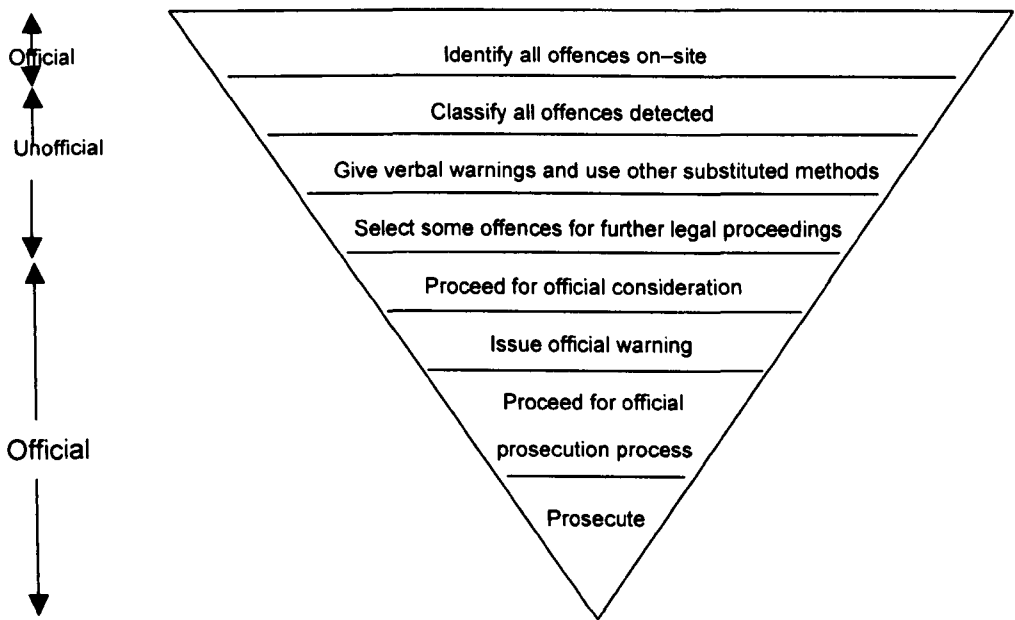 Official
Identify all offences on–site
Classify all offences detected
Unofficial
Give verbal warnings and use other substituted methods
Select some offences for further legal proceedings
Proceed for official consideration
Issue official warning
Proceed for official
Official
prosecution process
Prosecute